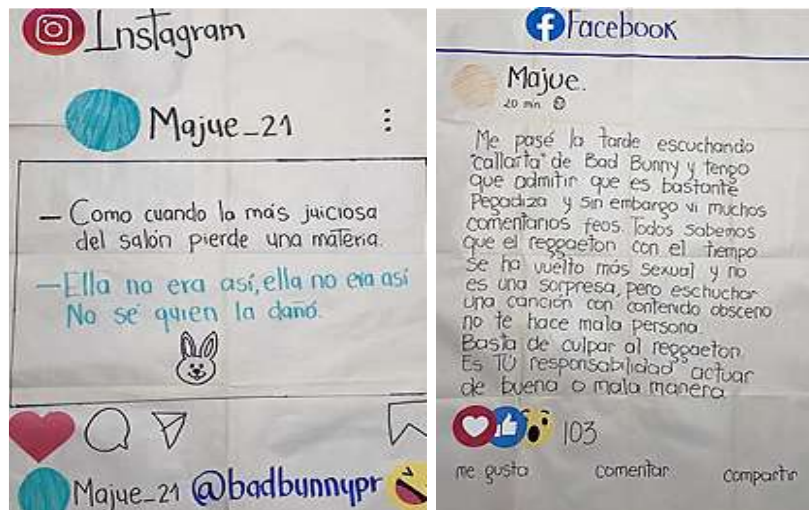 Instagram
Majue_21
— Como cuando la más juiciosa
del salón pierde una materia.
— Ella no era así, ella no era así
No sé quien la dañó.
Majue_21 @badbunnypr
Facebook
Majue.
20 min
Me pasé la tarde escuchando
"callaita" de Bad Bunny y tengo
que admitir que es bastante
Pegadiza y sin embargo vi muchos
comentarios feos. Todos sabemos
que el reggaeton con el tiempo
se ha vuelto más sexual y no
es una sorpresa, pero eschuchar
una canción con contenido obsceno
no te hace mala persona.
Basta de culpar al reggaeton.
Es TÚ responsabilidad actuar
de buena o mala manera
103
me gusta comentar compartir